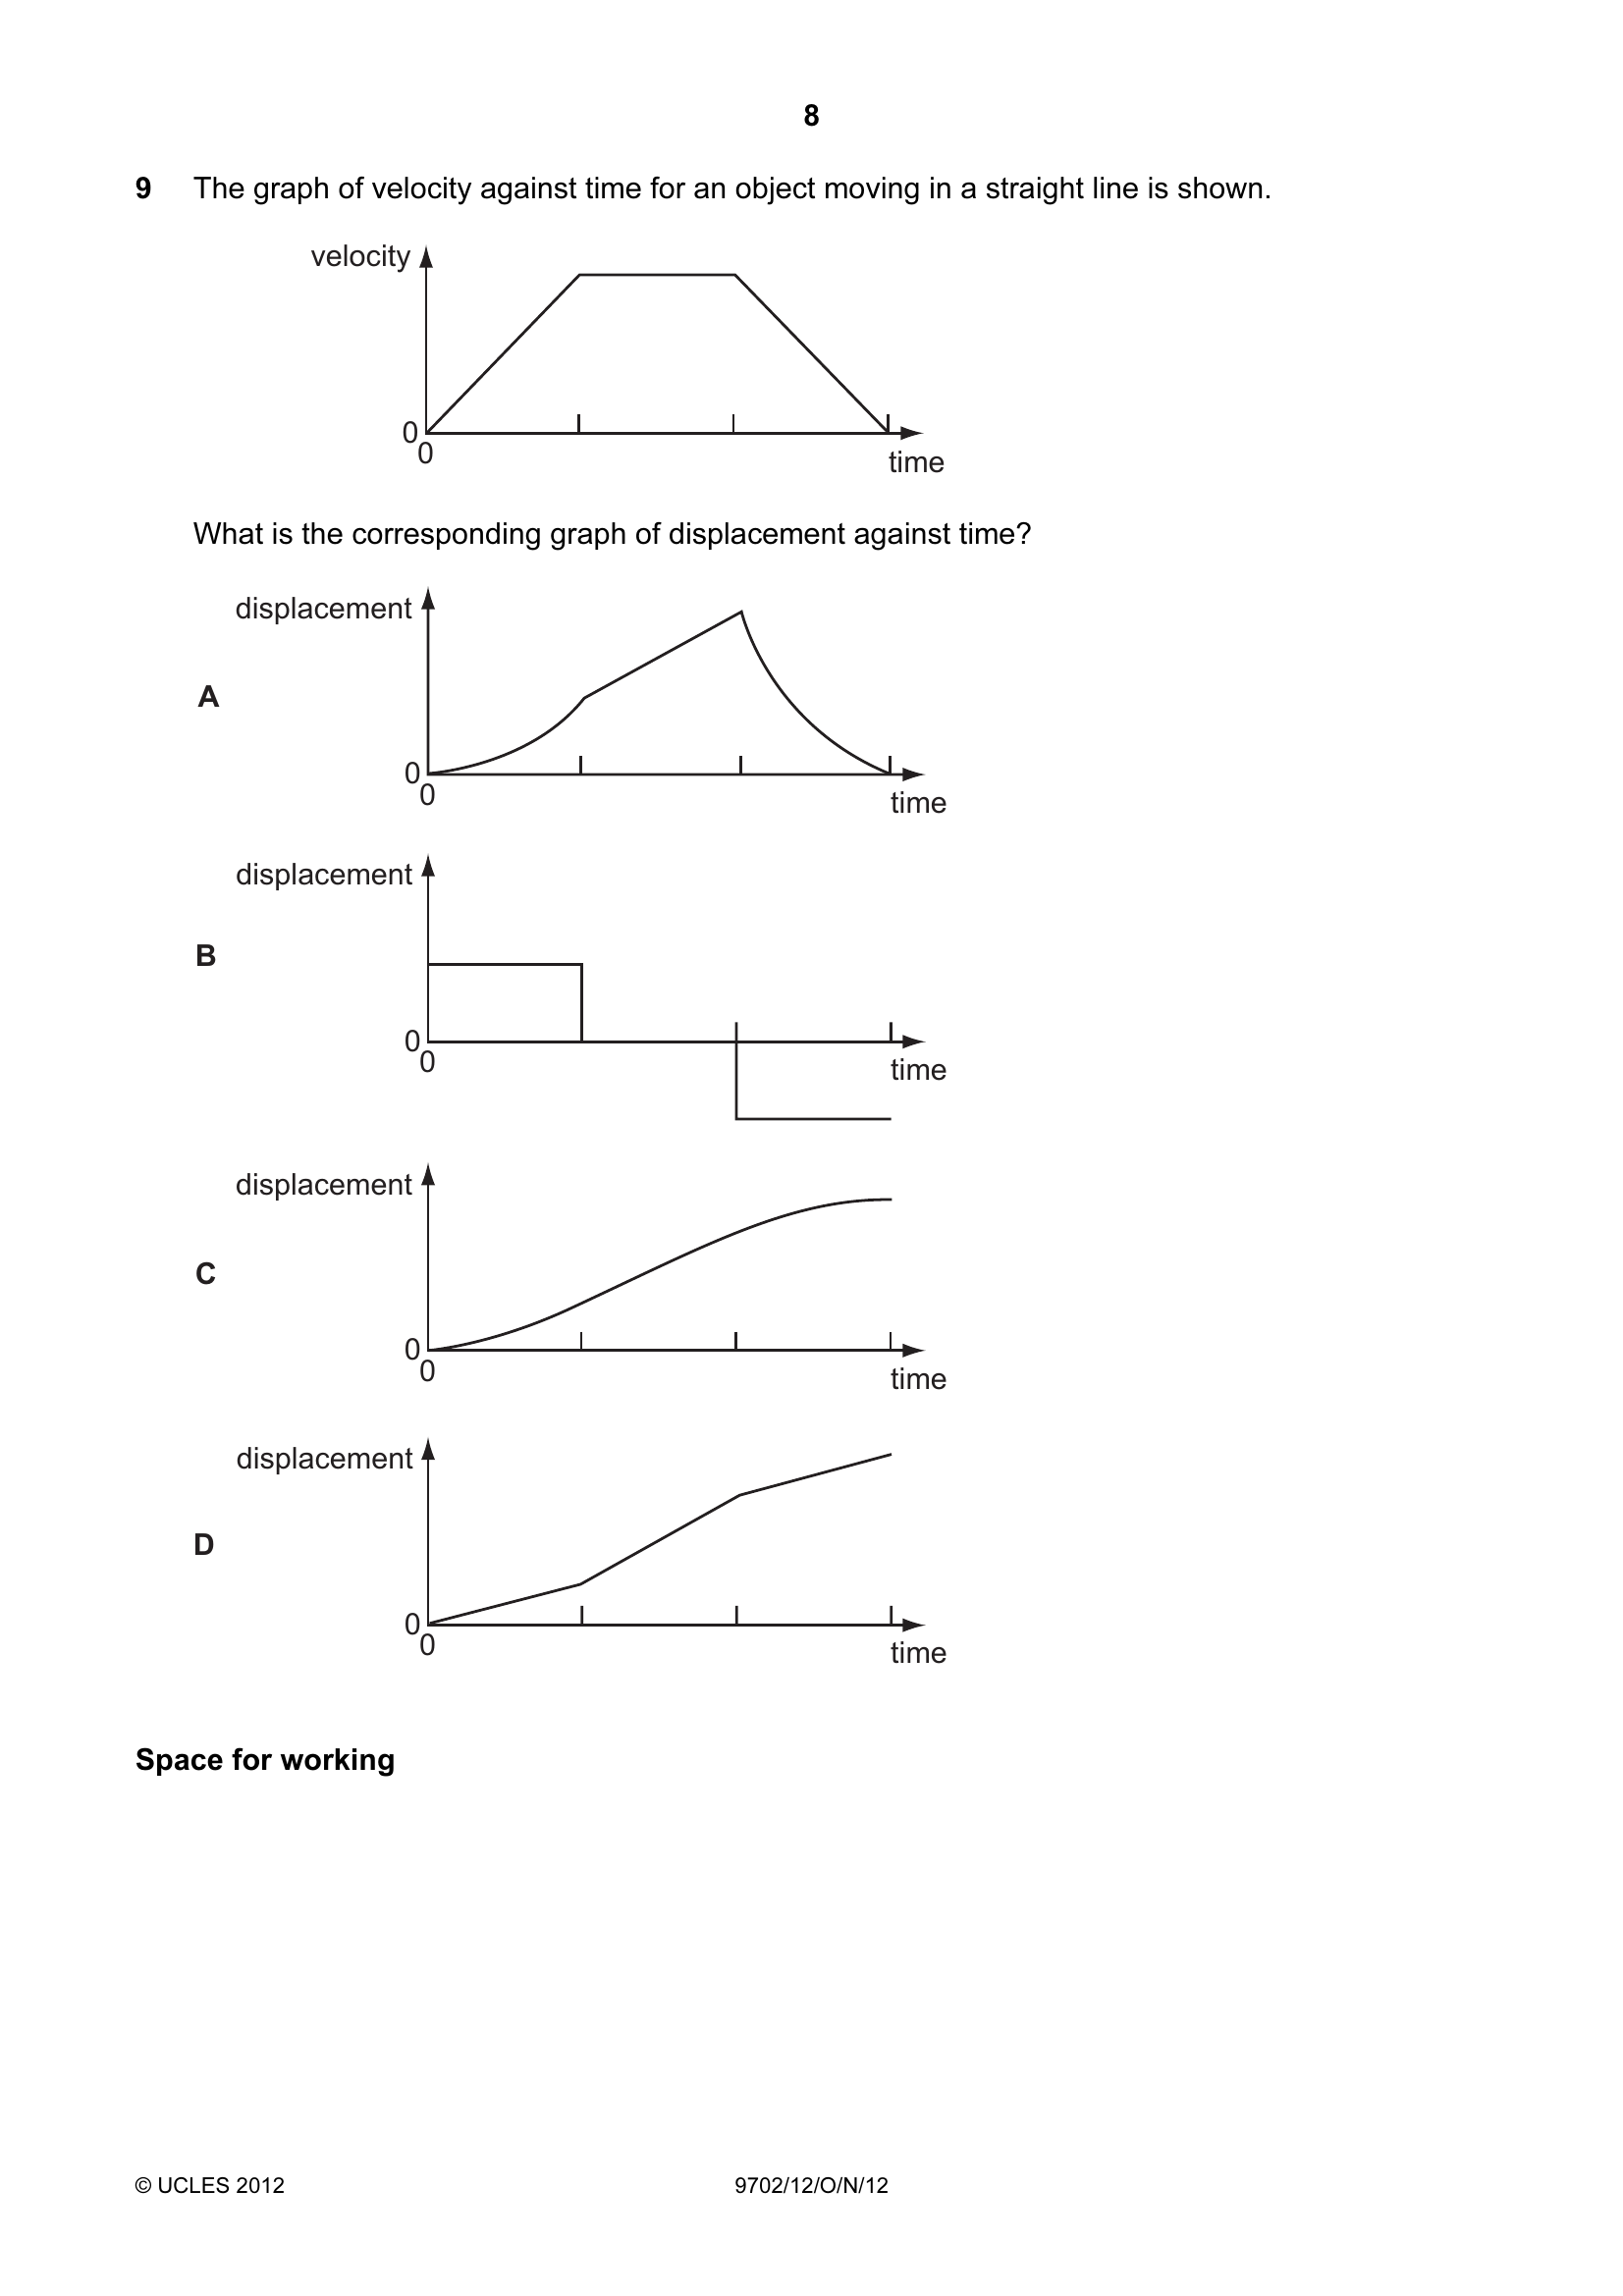 8
9 The graph of velocity against time for an object moving in a straight line is shown.
velocity
0
0
time
What is the corresponding graph of displacement against time?
displacement
A
0
0
time
displacement
B
0
0
time
displacement
C
0
0
time
displacement
D
0
0
time
Space for working
© UCLES 2012 9702/12/O/N/12